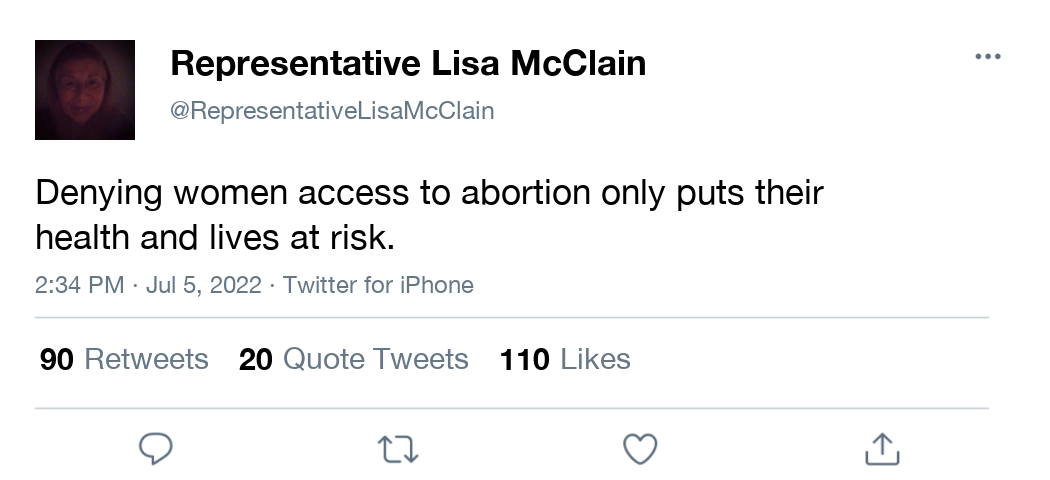 Representative Lisa McClain
@RepresentativeLisaMcClain
Denying women access to abortion only puts their
health and lives at risk.
2:34 PM · Jul 5, 2022 · Twitter for iPhone
90 Retweets 20 Quote Tweets 110 Likes